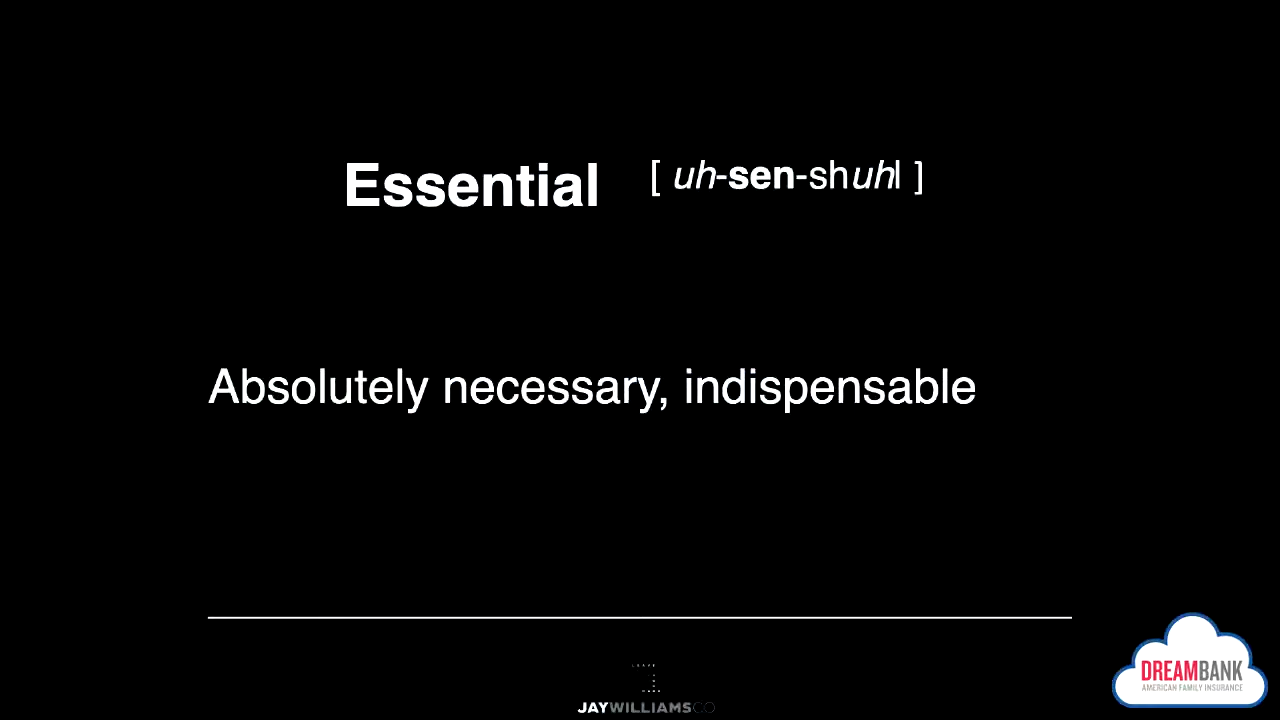 Essential [ uh-sen-shuhl ]
Absolutely necessary, indispensable
JAYWILLIAMSCO
DREAMBANK
AMERICAN FAMILY INSURANCE